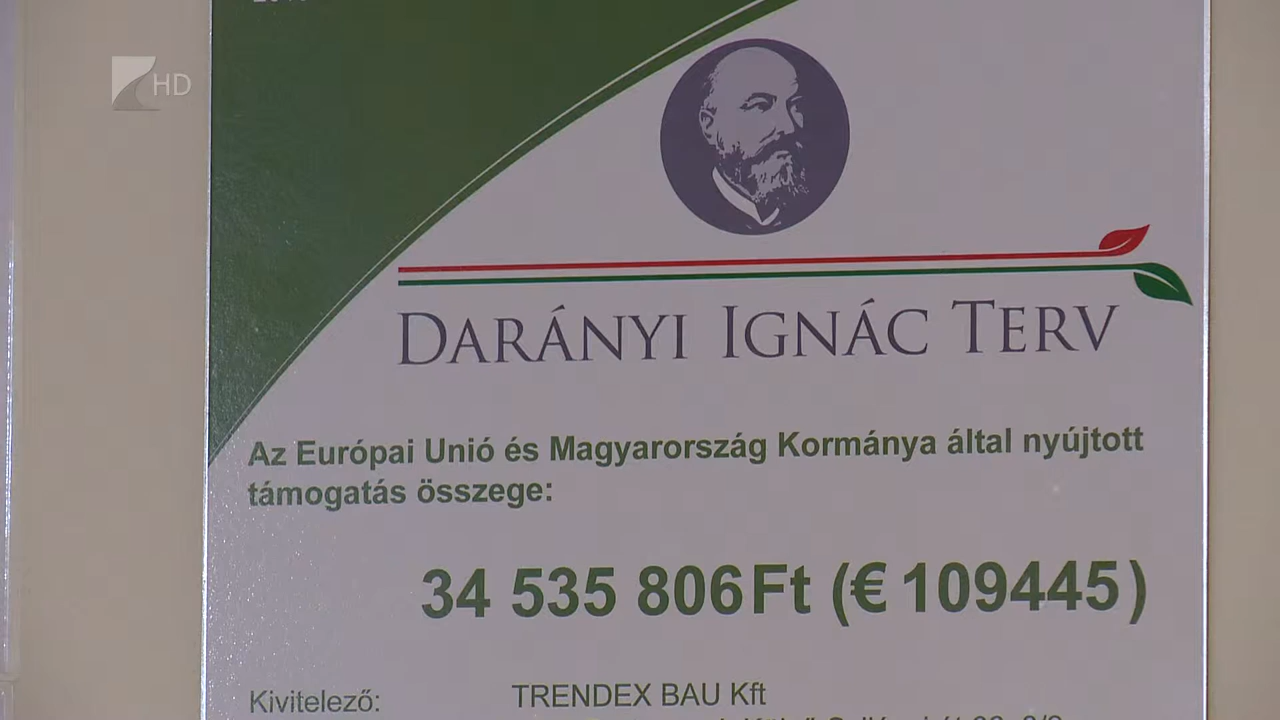 HD
DARÁNYI IGNÁC TERV
Az Európai Unió és Magyarország Kormánya által nyújtott
támogatás összege:
34 535 806 Ft (€ 109445)
Kivitelező: TRENDEX BAU Kft